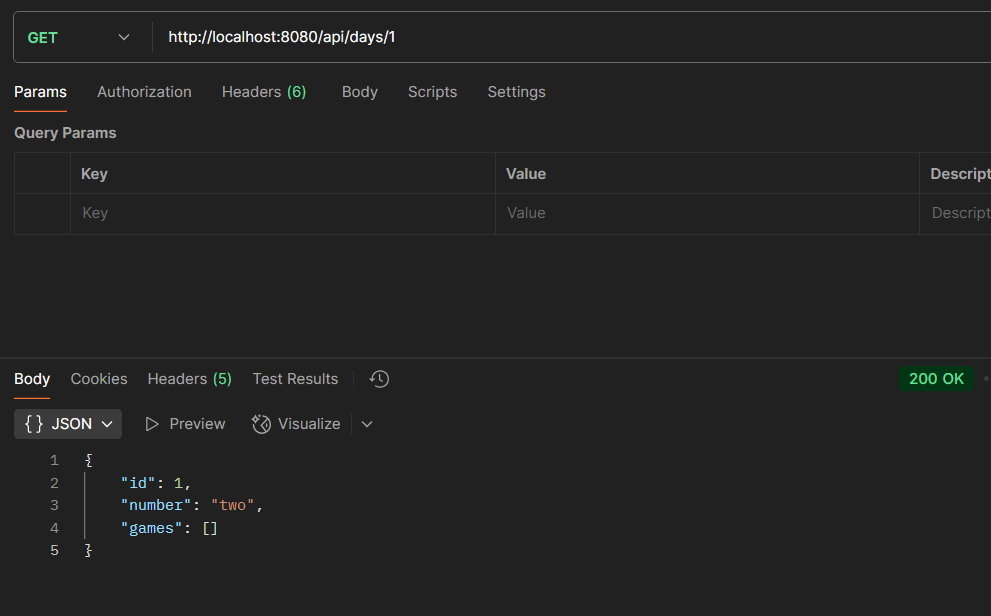 GET http://localhost:8080/api/days/1
Params Authorization Headers (6) Body Scripts Settings
Query Params
Key Value Descript
Key Value Descript
Body Cookies Headers (5) Test Results 200 OK
{} JSON Preview Visualize
1 {
2 "id": 1,
3 "number": "two",
4 "games": []
5 }